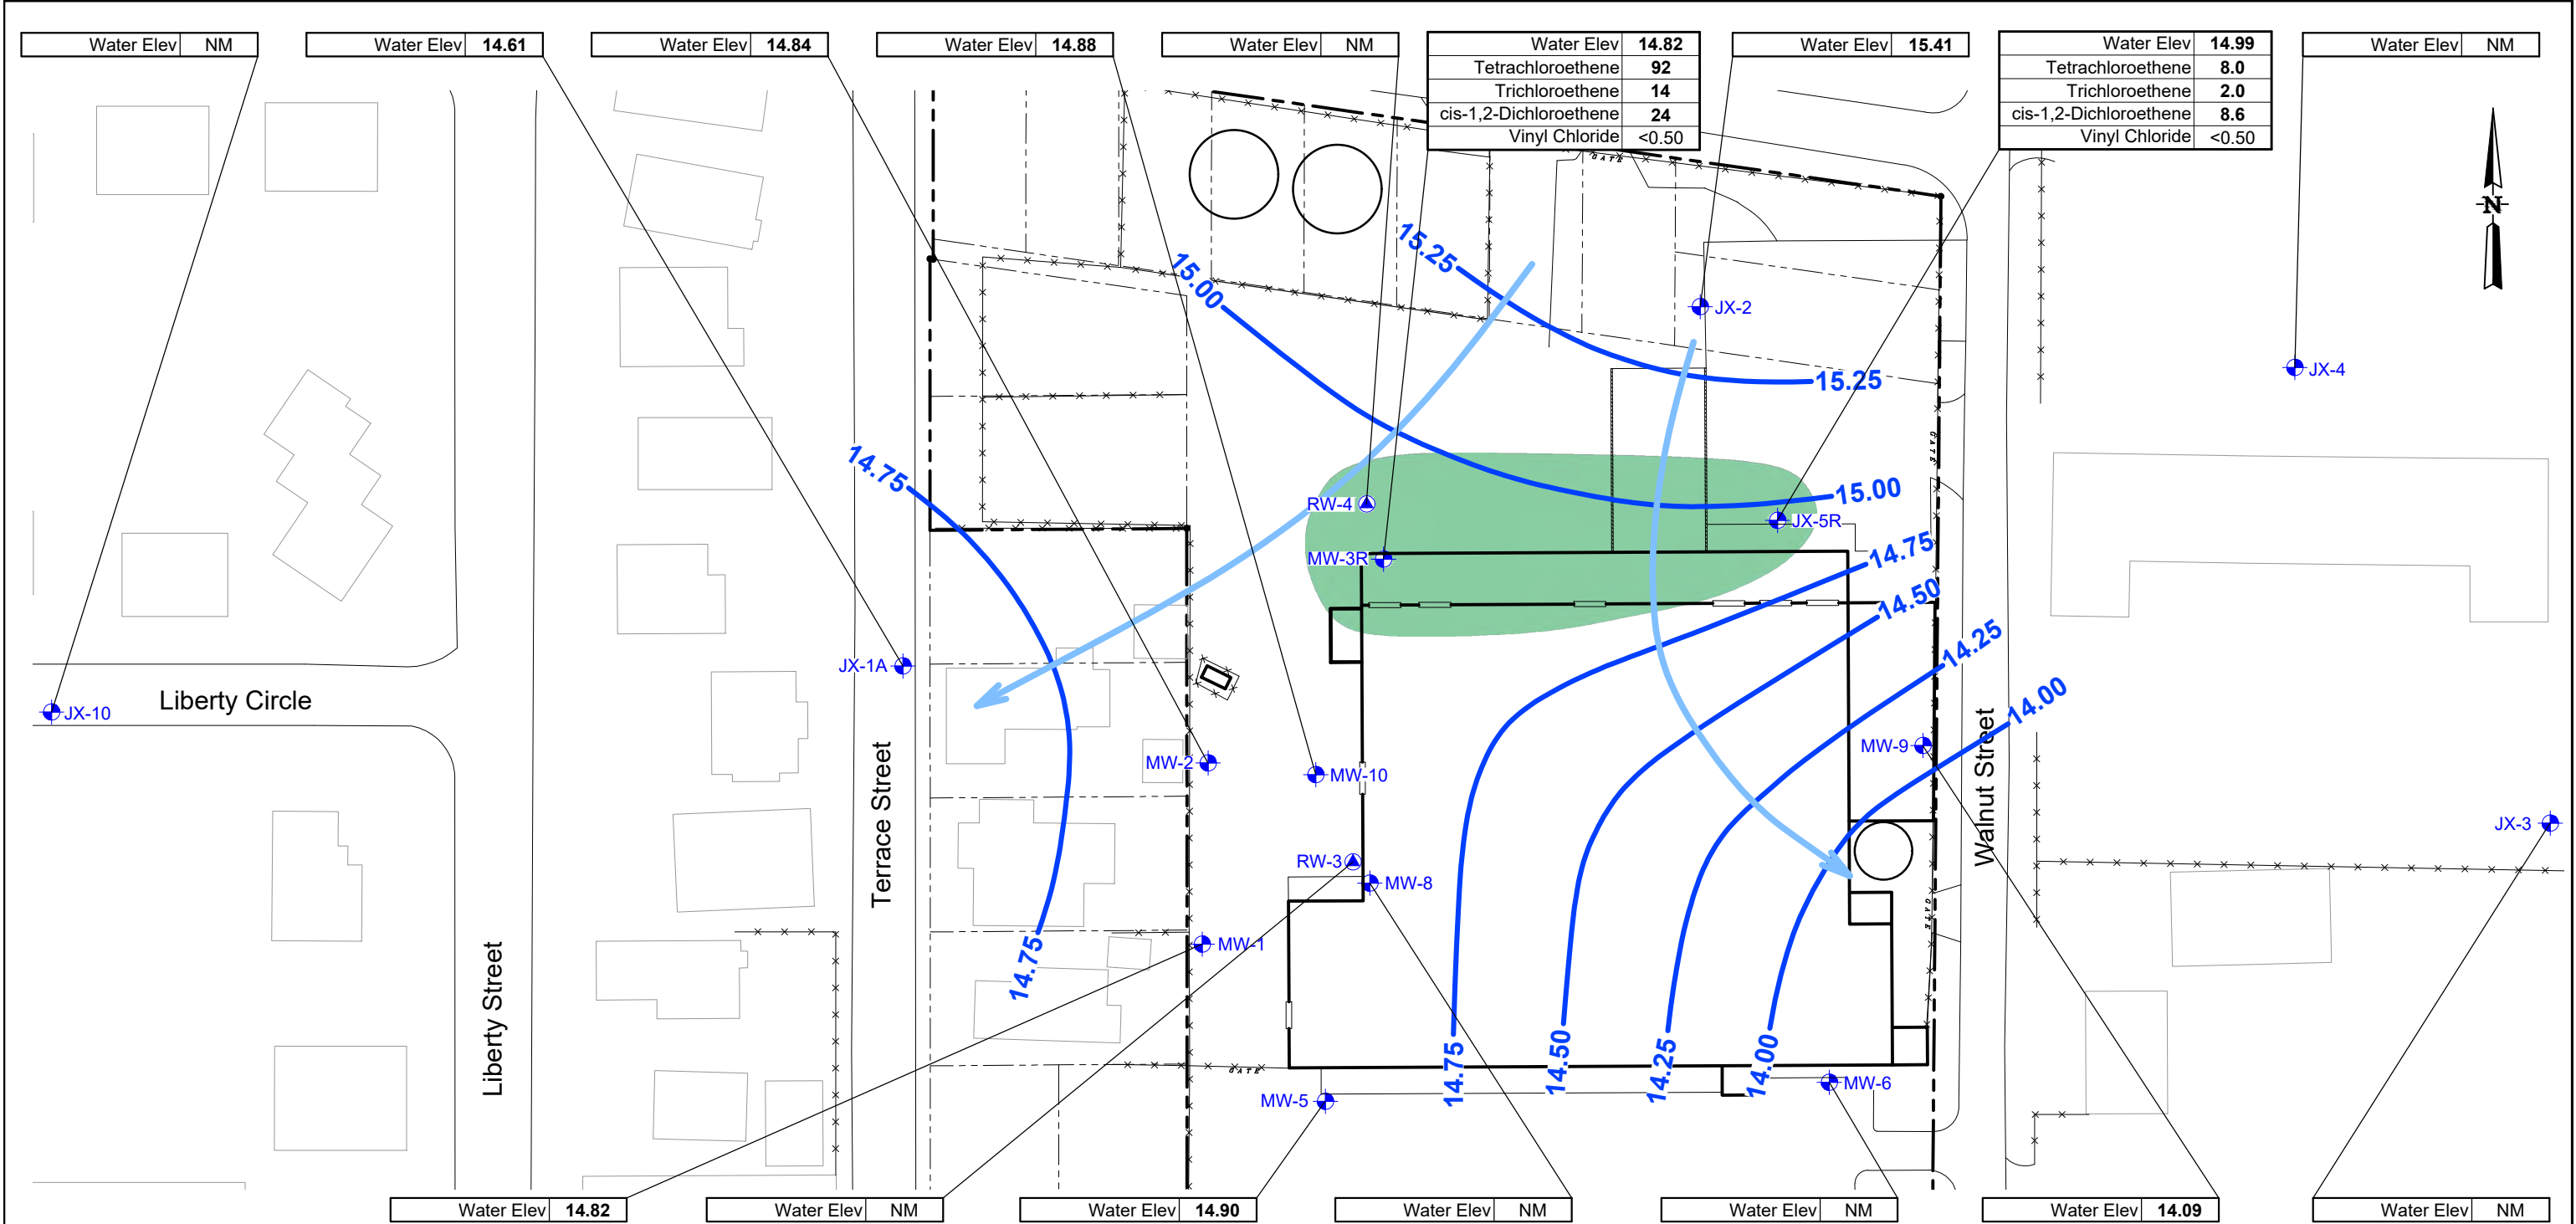 Water Elev NM
Water Elev 14.61
Water Elev 14.84
Water Elev 14.88
Water Elev NM
Water Elev 14.82
Tetrachloroethene 92
Trichloroethene 14
cis-1,2-Dichloroethene 24
Vinyl Chloride <0.50
Water Elev 15.41
Water Elev 14.99
Tetrachloroethene 8.0
Trichloroethene 2.0
cis-1,2-Dichloroethene 8.6
Vinyl Chloride <0.50
Water Elev NM
GATE
N
15.25
15.00
JX-2
JX-4
15.25
GATE
14.75
15.00
RW-4
JX-5R
MW-3R
14.75
14.50
14.25
JX-1A
14.00
Liberty Circle
JX-10
MW-9
Walnut Street
MW-2
MW-10
Terrace Street
JX-3
RW-3
MW-8
GATE
MW-1
14.75
Liberty Street
GATE
14.75
14.50
14.25
14.00
MW-5
MW-6
Water Elev 14.82
Water Elev NM
Water Elev 14.90
Water Elev NM
Water Elev NM
Water Elev 14.09
Water Elev NM